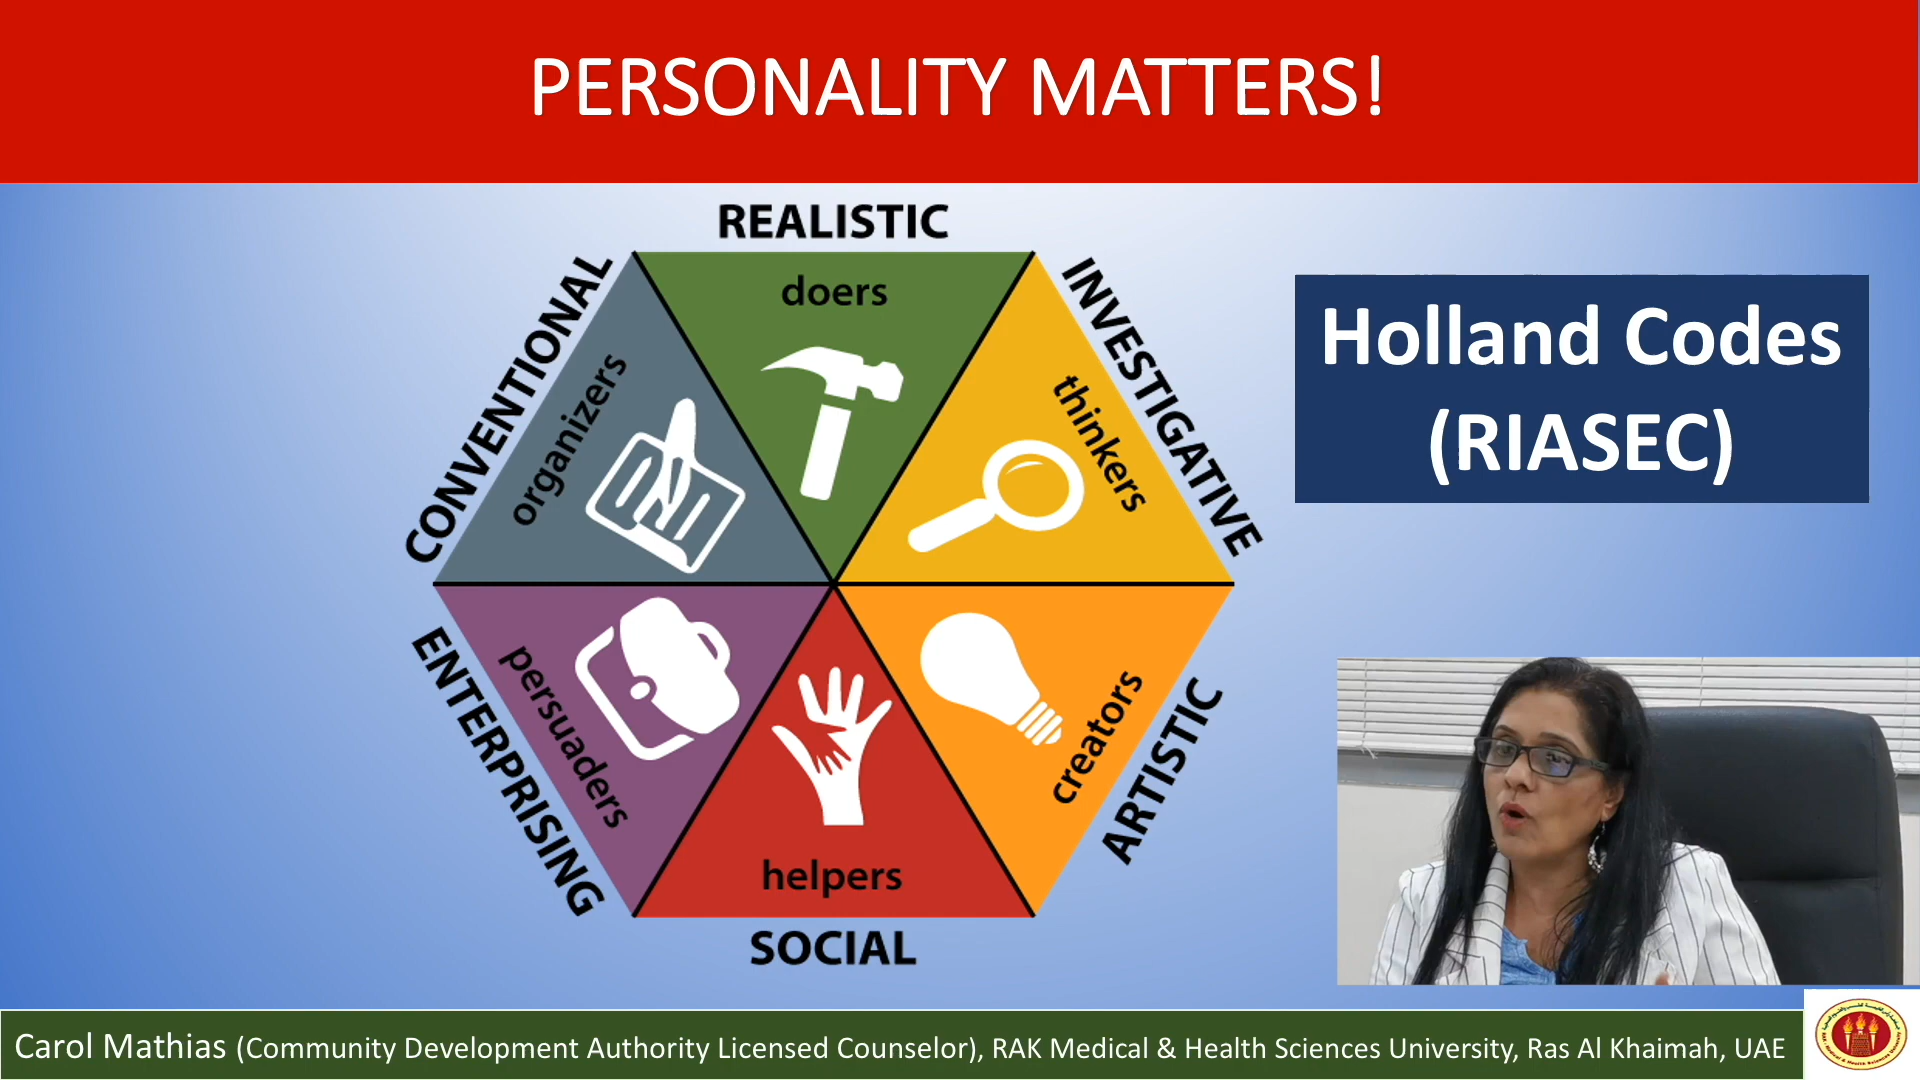 PERSONALITY MATTERS!
REALISTIC
doers
INVESTIGATIVE
thinkers
ARTISTIC
creators
SOCIAL
helpers
ENTERPRISING
persuaders
CONVENTIONAL
organizers
Holland Codes
(RIASEC)
Carol Mathias (Community Development Authority Licensed Counselor), RAK Medical & Health Sciences University, Ras Al Khaimah, UAE